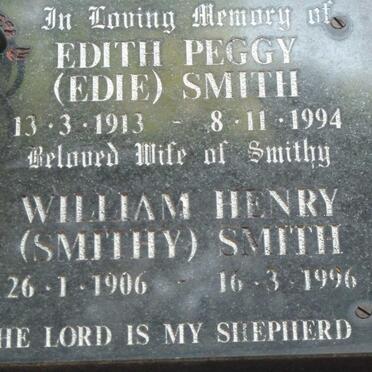 In Loving Memory of
EDITH PEGGY
(EDIE) SMITH
13·3·1913 - 8·11·1994
Beloved Wife of Smithy
WILLIAM HENRY
(SMITHY) SMITH
26·1·1906 - 16·3·1996
HE LORD IS MY SHEPHERD